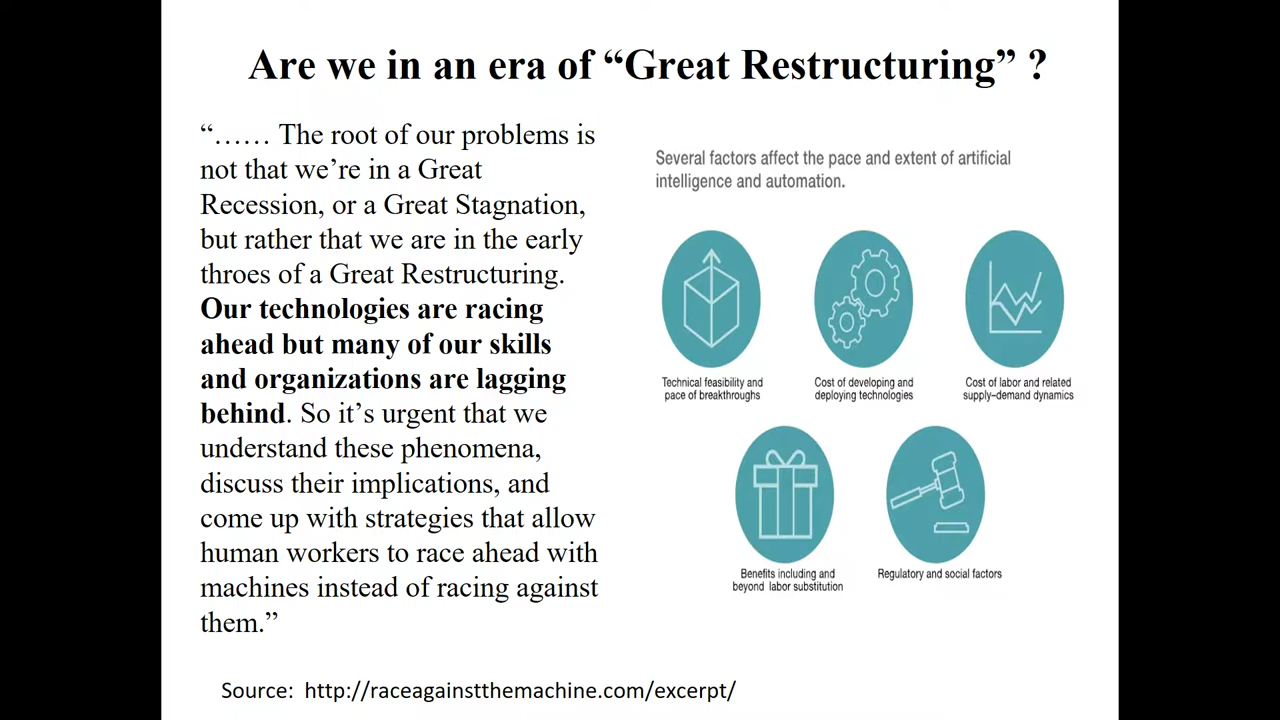 Are we in an era of “Great Restructuring” ?
“…… The root of our problems is
not that we’re in a Great
Recession, or a Great Stagnation,
but rather that we are in the early
throes of a Great Restructuring.
Our technologies are racing
ahead but many of our skills
and organizations are lagging
behind. So it’s urgent that we
understand these phenomena,
discuss their implications, and
come up with strategies that allow
human workers to race ahead with
machines instead of racing against
them.”
Several factors affect the pace and extent of artificial
intelligence and automation.
Technical feasibility and
pace of breakthroughs
Cost of developing and
deploying technologies
Cost of labor and related
supply–demand dynamics
Benefits including and
beyond labor substitution
Regulatory and social factors
Source: http://raceagainstthemachine.com/excerpt/